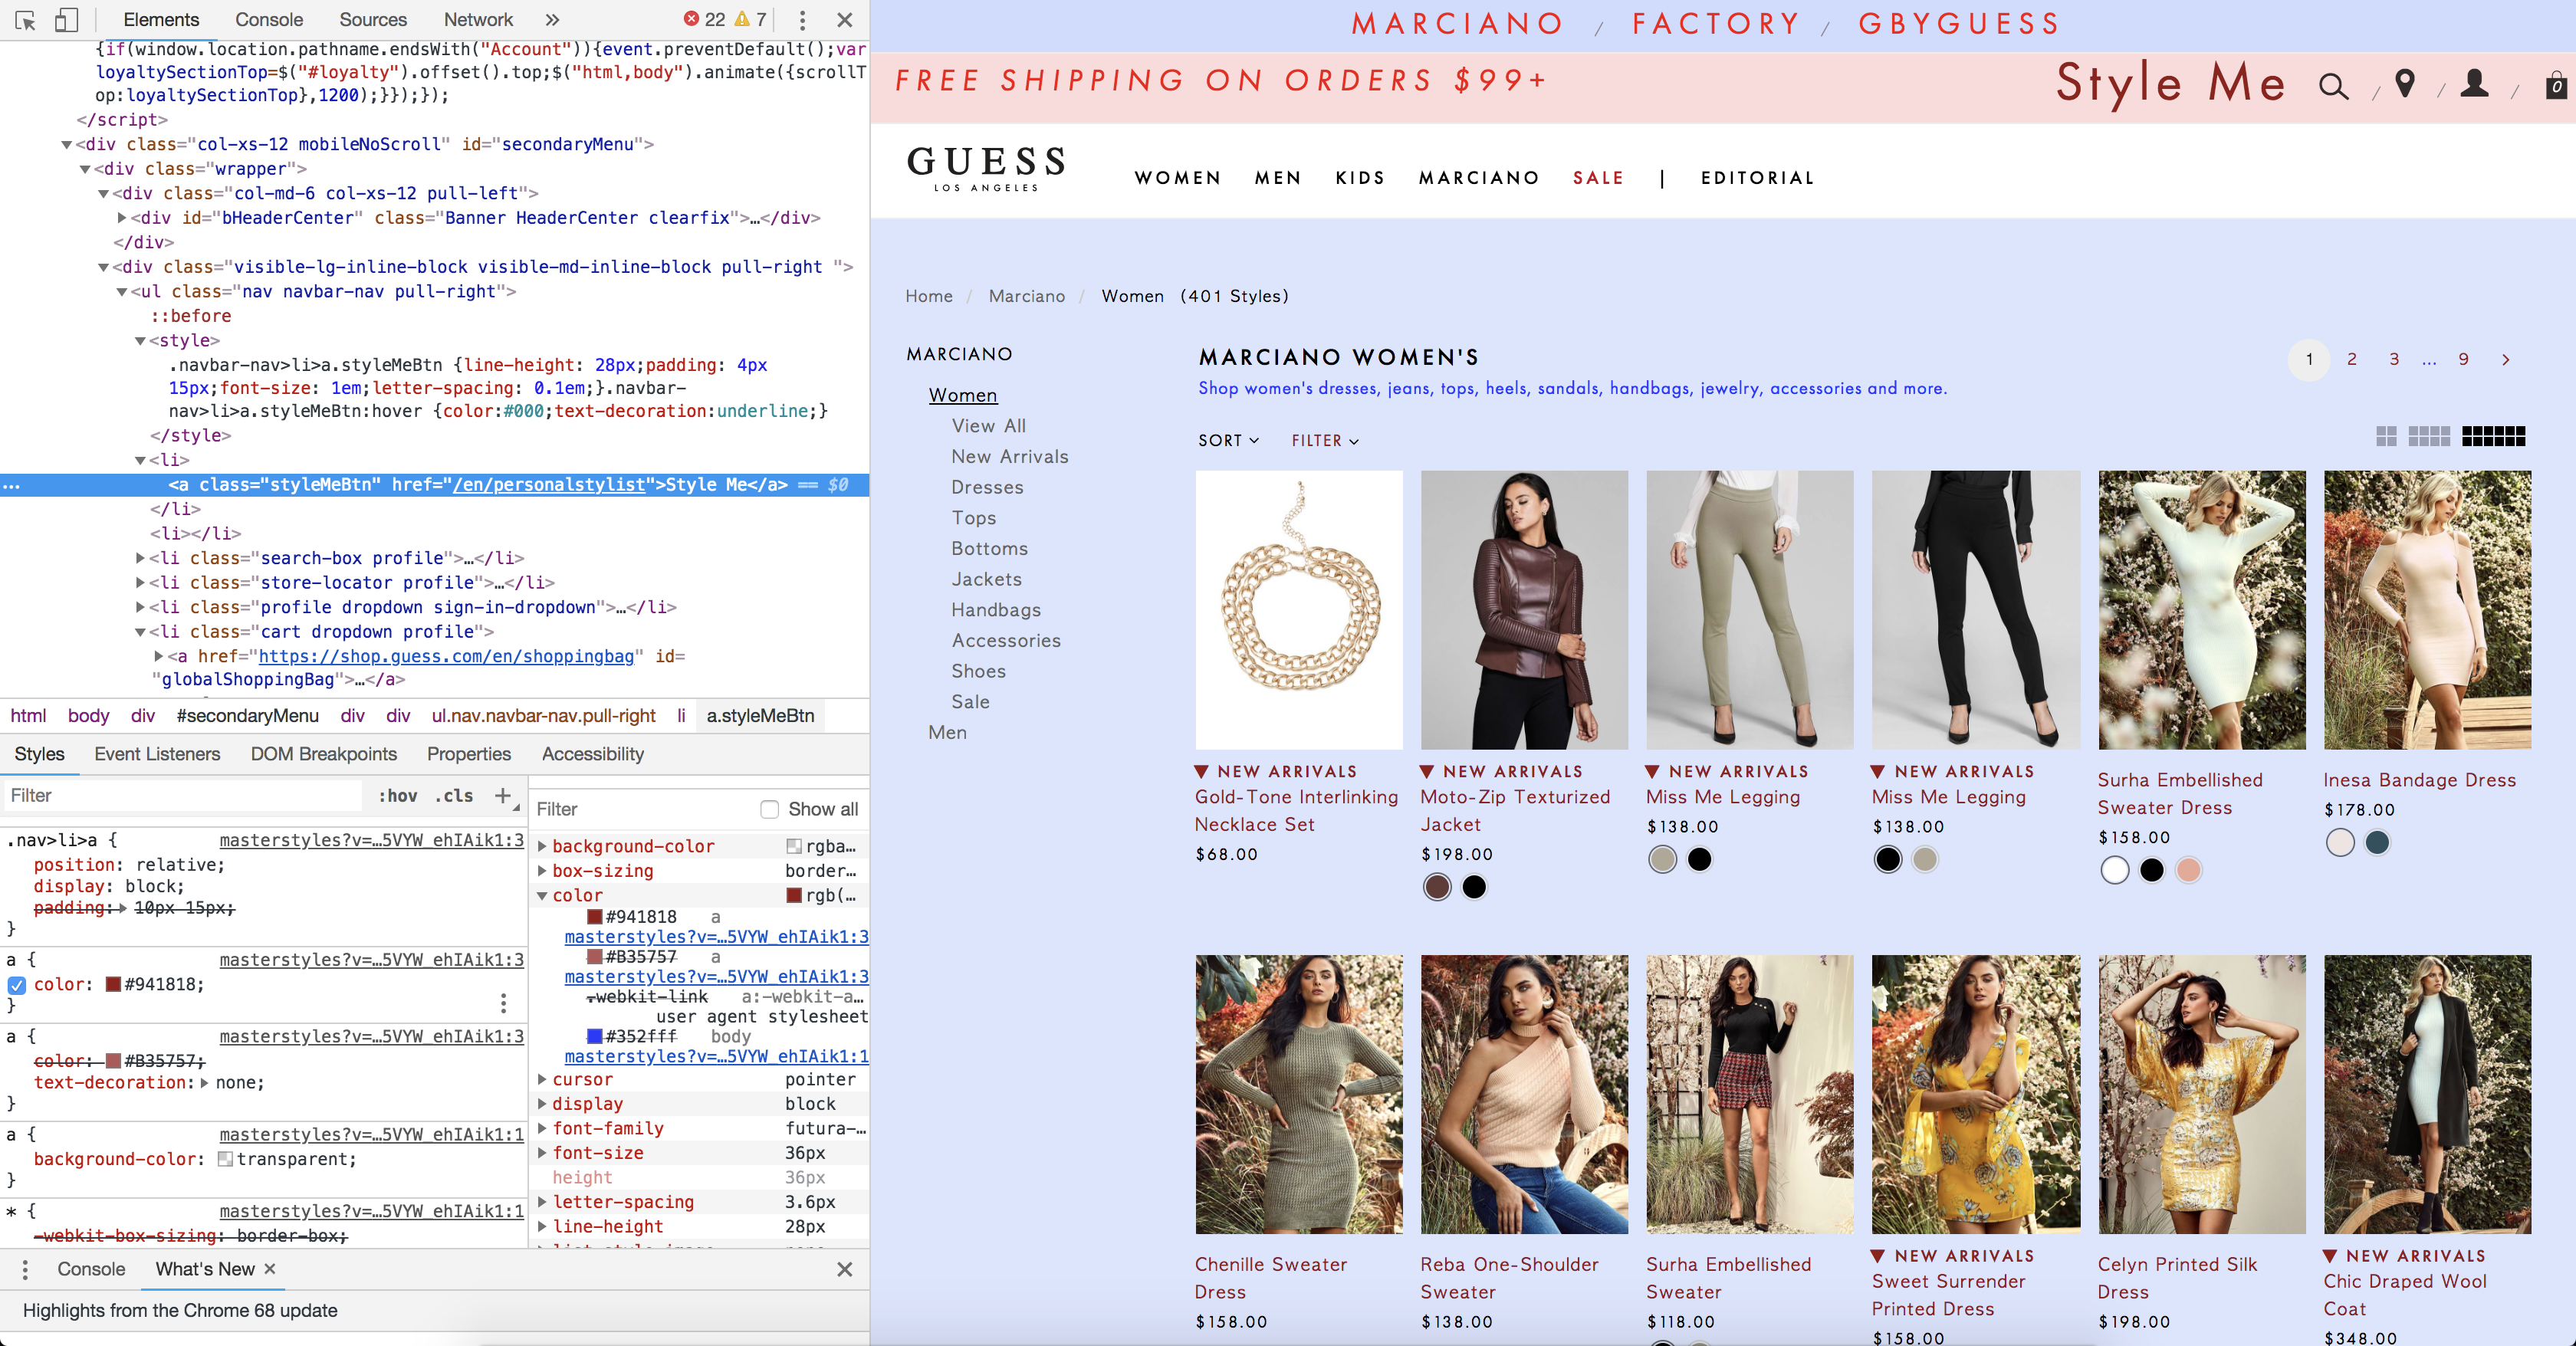 Elements Console Sources Network » 22 7
{if(window.location.pathname.endsWith("Account")){event.preventDefault();var
loyaltySectionTop=$("#loyalty").offset().top;$("html,body").animate({scrollT
op:loyaltySectionTop},1200);}});});
</script>
▼<div class="col-xs-12 mobileNoScroll" id="secondaryMenu">
▼<div class="wrapper">
▼<div class="col-md-6 col-xs-12 pull-left">
▶<div id="bHeaderCenter" class="Banner HeaderCenter clearfix">…</div>
</div>
▼<div class="visible-lg-inline-block visible-md-inline-block pull-right ">
▼<ul class="nav navbar-nav pull-right">
::before
▼<style>
.navbar-nav>li>a.styleMeBtn {line-height: 28px;padding: 4px
15px;font-size: 1em;letter-spacing: 0.1em;}.navbar-
nav>li>a.styleMeBtn:hover {color:#000;text-decoration:underline;}
</style>
▼<li>
… <a class="styleMeBtn" href="/en/personalstylist">Style Me</a> == $0
</li>
<li></li>
▶<li class="search-box profile">…</li>
▶<li class="store-locator profile">…</li>
▶<li class="profile dropdown sign-in-dropdown">…</li>
▼<li class="cart dropdown profile">
▶<a href="https://shop.guess.com/en/shoppingbag" id=
"globalShoppingBag">…</a>
html body div #secondaryMenu div div ul.nav.navbar-nav.pull-right li a.styleMeBtn
Styles Event Listeners DOM Breakpoints Properties Accessibility
Filter :hov .cls +
.nav>li>a { masterstyles?v=…5VYW_ehIAik1:3
position: relative;
display: block;
padding:▶ 10px 15px;
}
a { masterstyles?v=…5VYW_ehIAik1:3
color: #941818;
}
a { masterstyles?v=…5VYW_ehIAik1:3
color: #B35757;
text-decoration:▶ none;
}
a { masterstyles?v=…5VYW_ehIAik1:1
background-color: transparent;
}
* { masterstyles?v=…5VYW_ehIAik1:1
-webkit-box-sizing: border-box;
Filter Show all
▶ background-color rgba…
▶ box-sizing border…
▼ color rgb(…
#941818 a
masterstyles?v=…5VYW_ehIAik1:3
#B35757 a
masterstyles?v=…5VYW_ehIAik1:3
-webkit-link a:-webkit-a…
user agent stylesheet
#352fff body
masterstyles?v=…5VYW_ehIAik1:1
▶ cursor pointer
▶ display block
▶ font-family futura-…
▶ font-size 36px
height 36px
▶ letter-spacing 3.6px
▶ line-height 28px
Console What's New ×
Highlights from the Chrome 68 update
MARCIANO / FACTORY / GBYGUESS
FREE SHIPPING ON ORDERS $99+
Style Me / / / 0
GUESS
LOS ANGELES
WOMEN MEN KIDS MARCIANO SALE | EDITORIAL
Home / Marciano / Women (401 Styles)
MARCIANO
Women
View All
New Arrivals
Dresses
Tops
Bottoms
Jackets
Handbags
Accessories
Shoes
Sale
Men
MARCIANO WOMEN'S
Shop women's dresses, jeans, tops, heels, sandals, handbags, jewelry, accessories and more.
1 2 3 ... 9 >
SORT FILTER
▼ NEW ARRIVALS
Gold-Tone Interlinking
Necklace Set
$68.00
▼ NEW ARRIVALS
Moto-Zip Texturized
Jacket
$198.00
▼ NEW ARRIVALS
Miss Me Legging
$138.00
▼ NEW ARRIVALS
Miss Me Legging
$138.00
Surha Embellished
Sweater Dress
$158.00
Inesa Bandage Dress
$178.00
Chenille Sweater
Dress
$158.00
Reba One-Shoulder
Sweater
$138.00
Surha Embellished
Sweater
$118.00
▼ NEW ARRIVALS
Sweet Surrender
Printed Dress
$158.00
Celyn Printed Silk
Dress
$198.00
▼ NEW ARRIVALS
Chic Draped Wool
Coat
$348.00